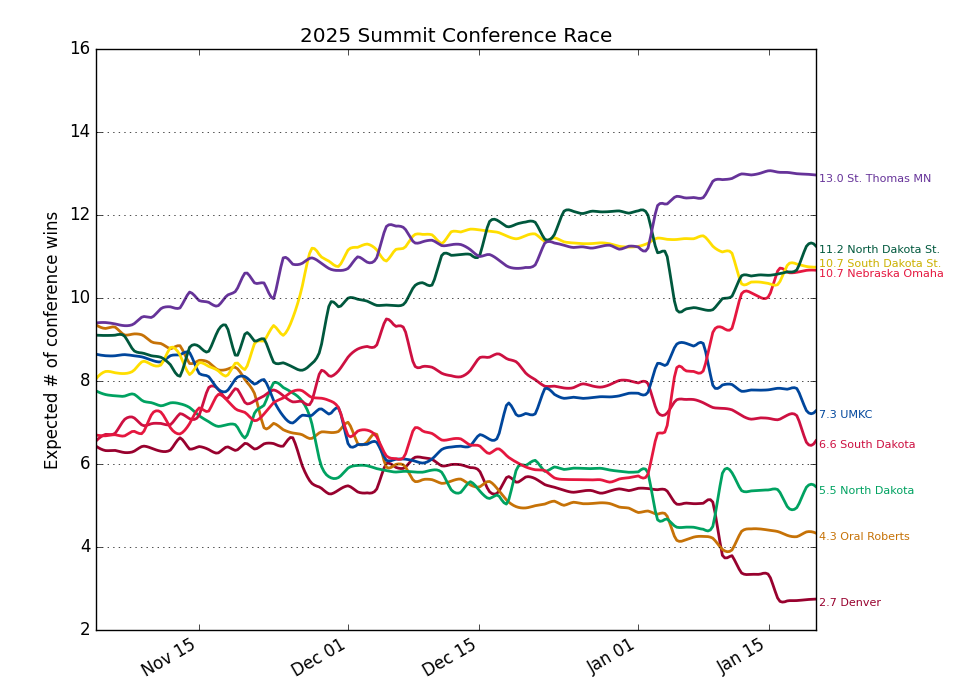 2025 Summit Conference Race
Expected # of conference wins
16
14
12
10
8
6
4
2
13.0 St. Thomas MN
11.2 North Dakota St.
10.7 South Dakota St.
10.7 Nebraska Omaha
7.3 UMKC
6.6 South Dakota
5.5 North Dakota
4.3 Oral Roberts
2.7 Denver
Nov 15
Dec 01
Dec 15
Jan 01
Jan 15